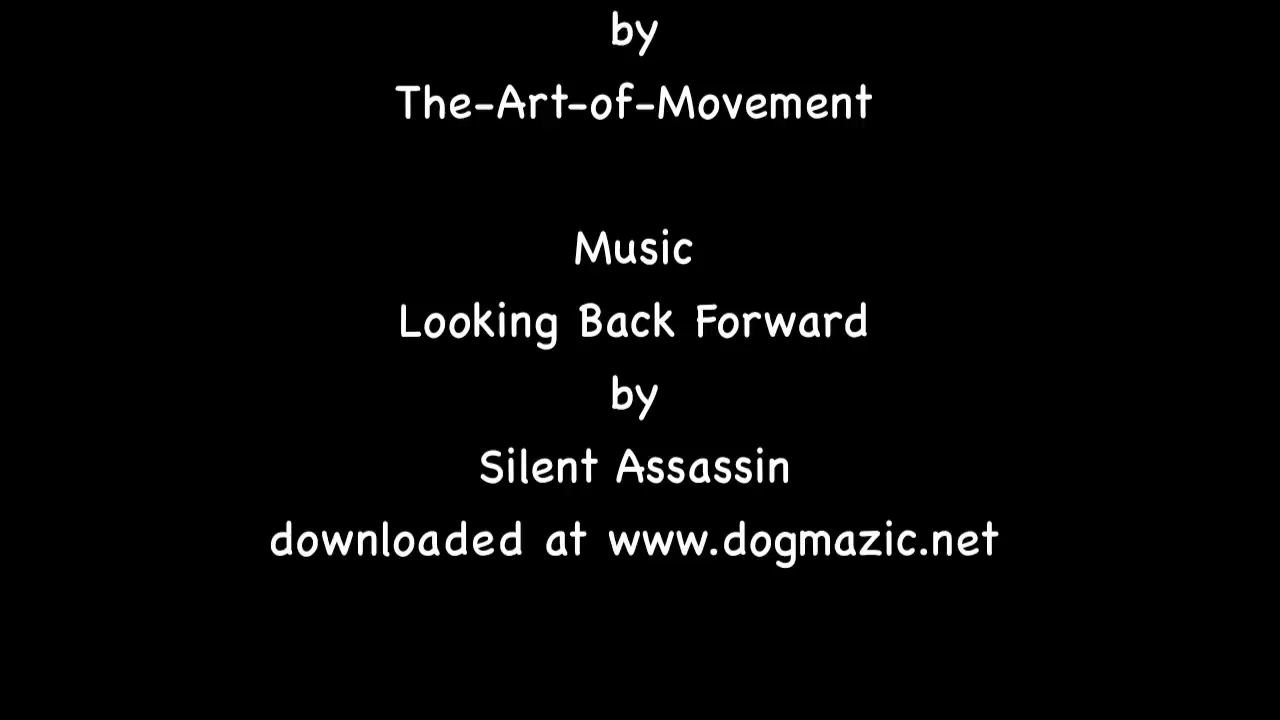 by
The-Art-of-Movement
Music
Looking Back Forward
by
Silent Assassin
downloaded at www.dogmazic.net